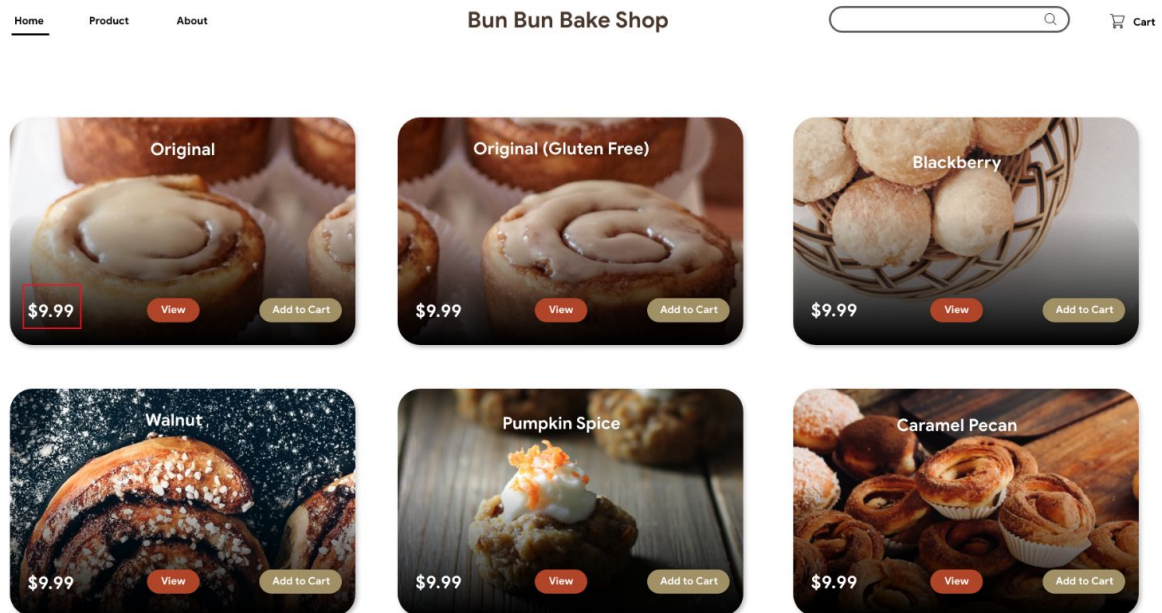 Home Product About Bun Bun Bake Shop Cart
Original Original (Gluten Free) Blackberry
$9.99 View Add to Cart $9.99 View Add to Cart $9.99 View Add to Cart
Walnut Pumpkin Spice Caramel Pecan
$9.99 View Add to Cart $9.99 View Add to Cart $9.99 View Add to Cart